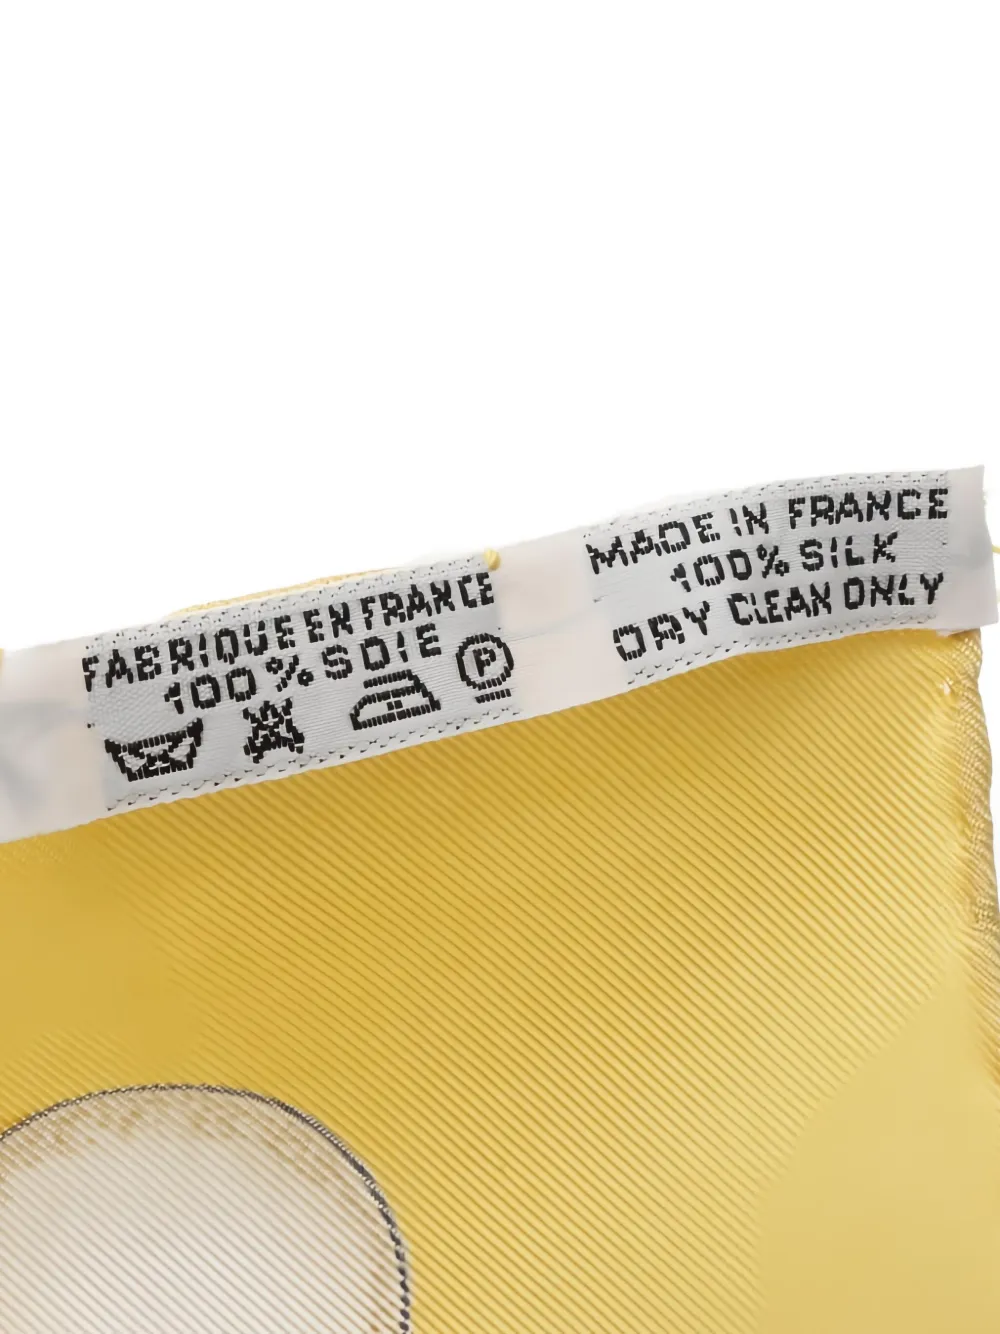 FABRIQUE EN FRANCE
100% SOIE
P
MADE IN FRANCE
100% SILK
DRY CLEAN ONLY